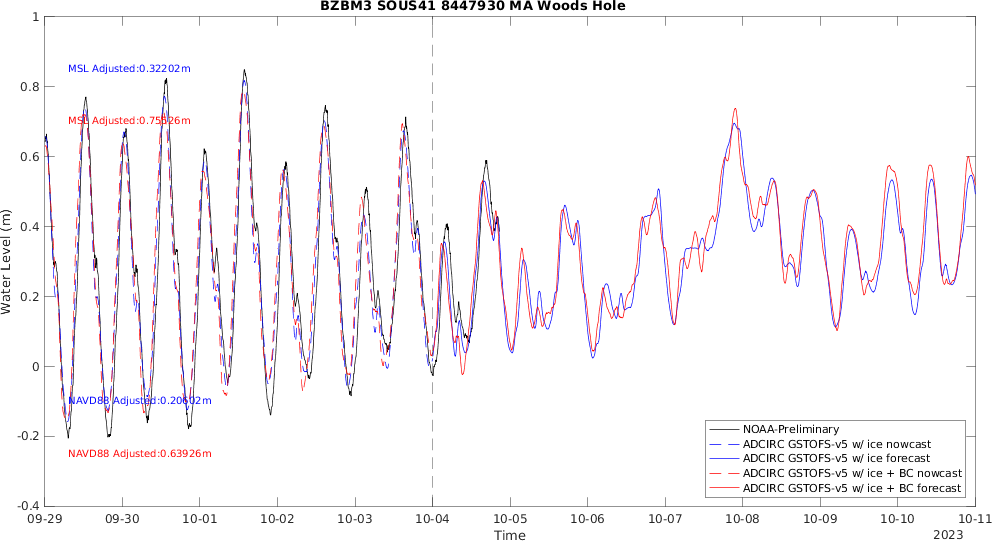 BZBM3 SOUS41 8447930 MA Woods Hole
1
0.8
0.6
0.4
0.2
0
-0.2
-0.4
Water Level (m)
MSL Adjusted:0.32202m
MSL Adjusted:0.75526m
NAVD88 Adjusted:0.20602m
NAVD88 Adjusted:0.63926m
NOAA-Preliminary
ADCIRC GSTOFS-v5 w/ ice nowcast
ADCIRC GSTOFS-v5 w/ ice forecast
ADCIRC GSTOFS-v5 w/ ice + BC nowcast
ADCIRC GSTOFS-v5 w/ ice + BC forecast
09-29 09-30 10-01 10-02 10-03 10-04 10-05 10-06 10-07 10-08 10-09 10-10 10-11
Time
2023